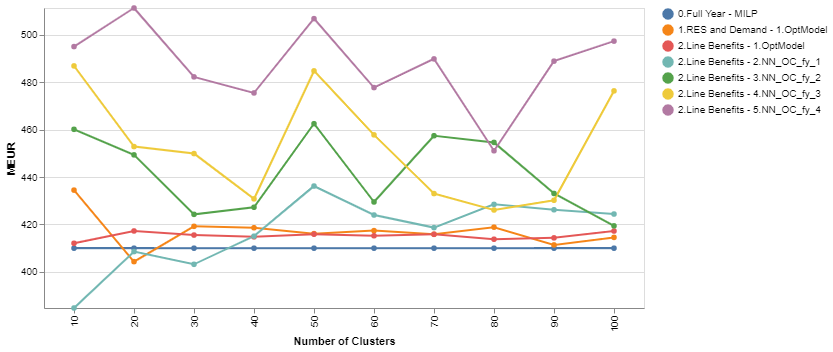 500
480
460
440
420
400
MEUR
10
20
30
40
50
60
70
80
90
100
Number of Clusters
0.Full Year - MILP
1.RES and Demand - 1.OptModel
2.Line Benefits - 1.OptModel
2.Line Benefits - 2.NN_OC_fy_1
2.Line Benefits - 3.NN_OC_fy_2
2.Line Benefits - 4.NN_OC_fy_3
2.Line Benefits - 5.NN_OC_fy_4